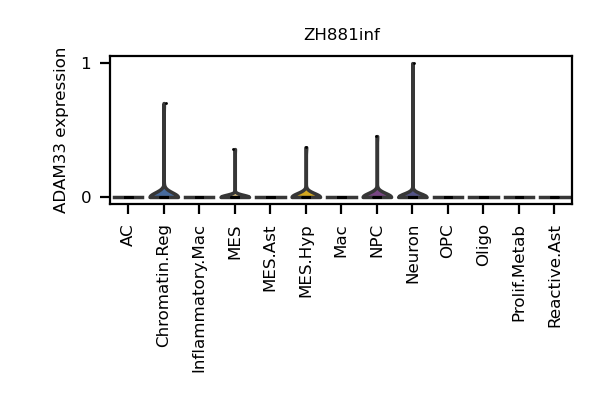 ZH881inf
ADAM33 expression
1
0
AC
Chromatin.Reg
Inflammatory.Mac
MES
MES.Ast
MES.Hyp
Mac
NPC
Neuron
OPC
Oligo
Prolif.Metab
Reactive.Ast